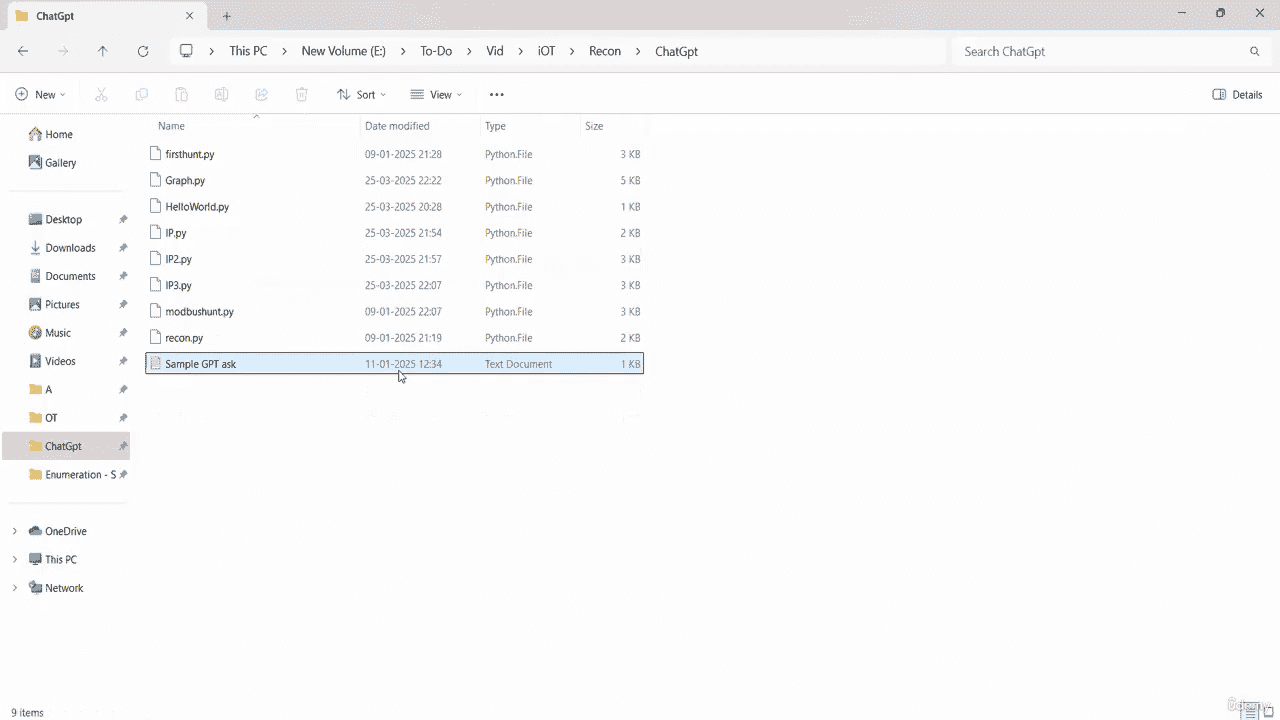 ChatGpt
This PC > New Volume (E:) > To-Do > Vid > iOT > Recon > ChatGpt
Search ChatGpt
New
Sort
View
Details
Name Date modified Type Size
firsthunt.py 09-01-2025 21:28 Python.File 3 KB
Graph.py 25-03-2025 22:22 Python.File 5 KB
HelloWorld.py 25-03-2025 20:28 Python.File 1 KB
IP.py 25-03-2025 21:54 Python.File 2 KB
IP2.py 25-03-2025 21:57 Python.File 3 KB
IP3.py 25-03-2025 22:07 Python.File 3 KB
modbushunt.py 09-01-2025 22:07 Python.File 3 KB
recon.py 09-01-2025 21:19 Python.File 2 KB
Sample GPT ask 11-01-2025 12:34 Text Document 1 KB
Home
Gallery
Desktop
Downloads
Documents
Pictures
Music
Videos
A
OT
ChatGpt
Enumeration - S
OneDrive
This PC
Network
9 items